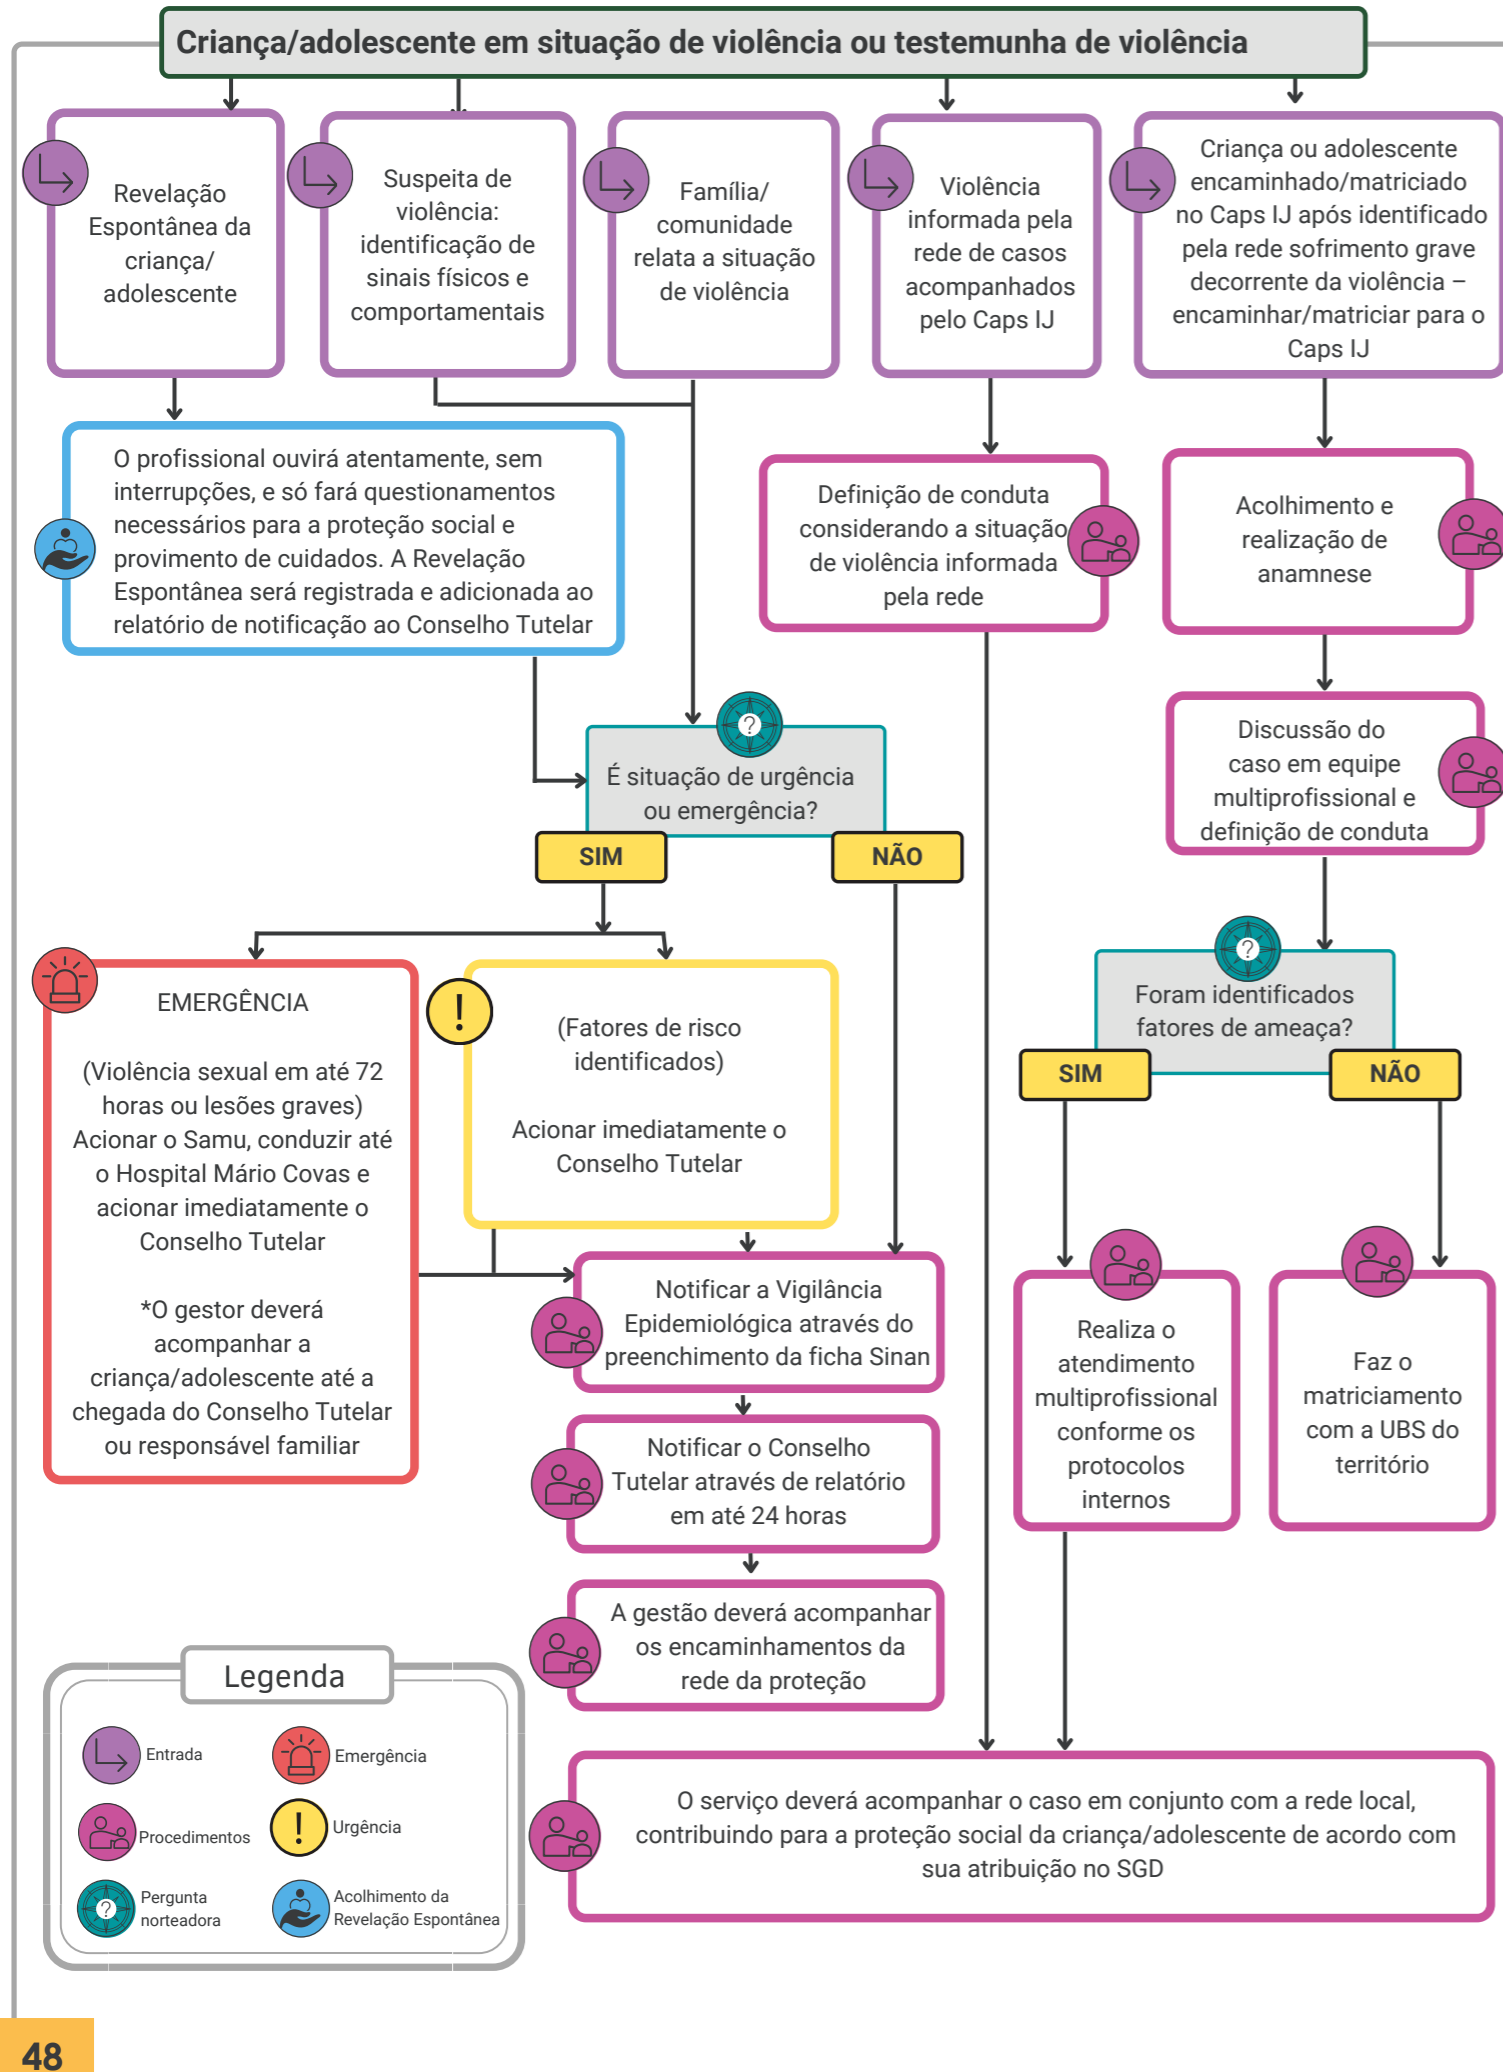 Criança/adolescente em situação de violência ou testemunha de violência
Revelação
Espontânea da
criança/
adolescente
Suspeita de
violência:
identificação de
sinais físicos e
comportamentais
Família/
comunidade
relata a situação
de violência
Violência
informada pela
rede de casos
acompanhados
pelo Caps IJ
Criança ou adolescente
encaminhado/matriciado
no Caps IJ após identificado
pela rede sofrimento grave
decorrente da violência –
encaminhar/matriciar para o
Caps IJ
O profissional ouvirá atentamente, sem
interrupções, e só fará questionamentos
necessários para a proteção social e
provimento de cuidados. A Revelação
Espontânea será registrada e adicionada ao
relatório de notificação ao Conselho Tutelar
Definição de conduta
considerando a situação
de violência informada
pela rede
Acolhimento e
realização de
anamnese
?
É situação de urgência
ou emergência?
SIM
NÃO
Discussão do
caso em equipe
multiprofissional e
definição de conduta
?
Foram identificados
fatores de ameaça?
SIM
NÃO
EMERGÊNCIA
(Violência sexual em até 72
horas ou lesões graves)
Acionar o Samu, conduzir até
o Hospital Mário Covas e
acionar imediatamente o
Conselho Tutelar
*O gestor deverá
acompanhar a
criança/adolescente até a
chegada do Conselho Tutelar
ou responsável familiar
!
(Fatores de risco
identificados)
Acionar imediatamente o
Conselho Tutelar
Notificar a Vigilância
Epidemiológica através do
preenchimento da ficha Sinan
Notificar o Conselho
Tutelar através de relatório
em até 24 horas
A gestão deverá acompanhar
os encaminhamentos da
rede da proteção
Realiza o
atendimento
multiprofissional
conforme os
protocolos
internos
Faz o
matriciamento
com a UBS do
território
O serviço deverá acompanhar o caso em conjunto com a rede local,
contribuindo para a proteção social da criança/adolescente de acordo com
sua atribuição no SGD
Legenda
Entrada
Emergência
Procedimentos
!
Urgência
?
Pergunta
norteadora
Acolhimento da
Revelação Espontânea
48